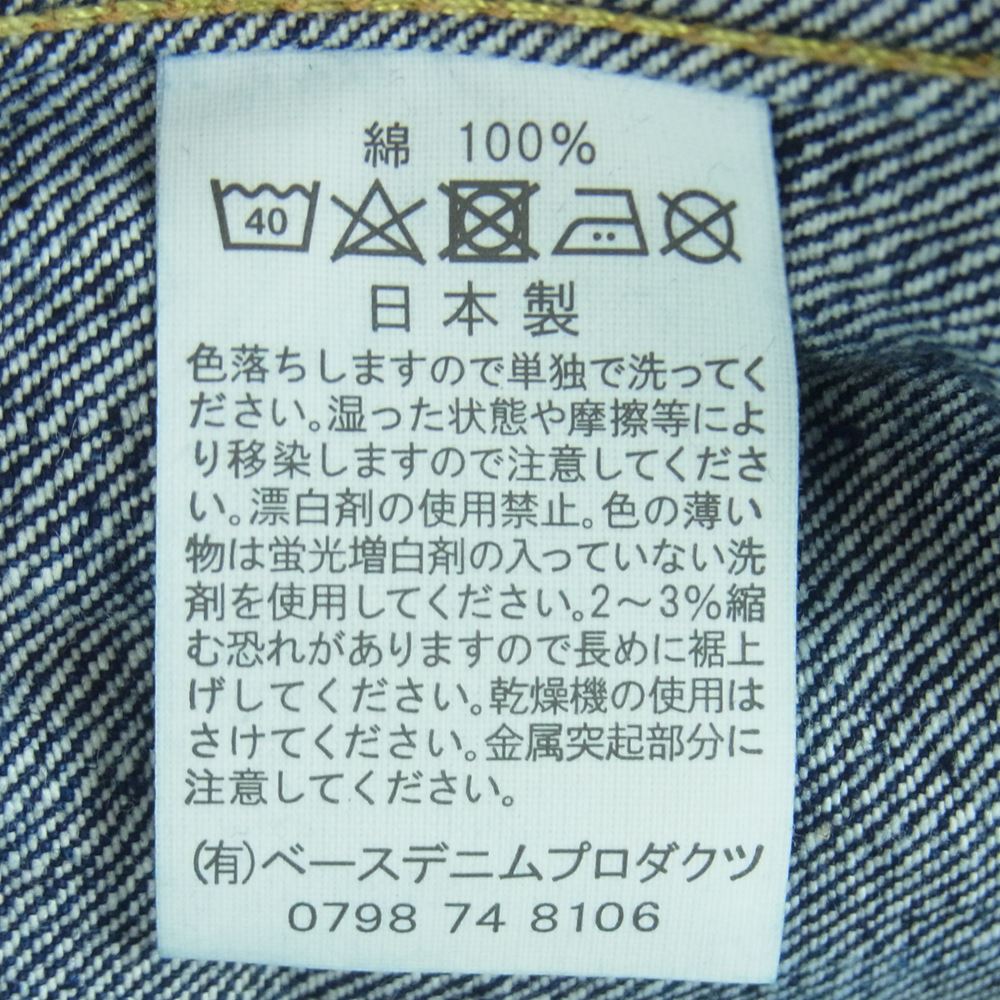 綿 100%
40
日本製
色落ちしますので単独で洗ってく
ださい。湿った状態や摩擦等によ
り移染しますので注意してくださ
い。漂白剤の使用禁止。色の薄い
物は蛍光増白剤の入っていない洗
剤を使用してください。2～3%縮
む恐れがありますので長めに裾上
げしてください。乾燥機の使用は
さけてください。金属突起部分に
注意してください。
(有)ベースデニムプロダクツ
0798 74 8106